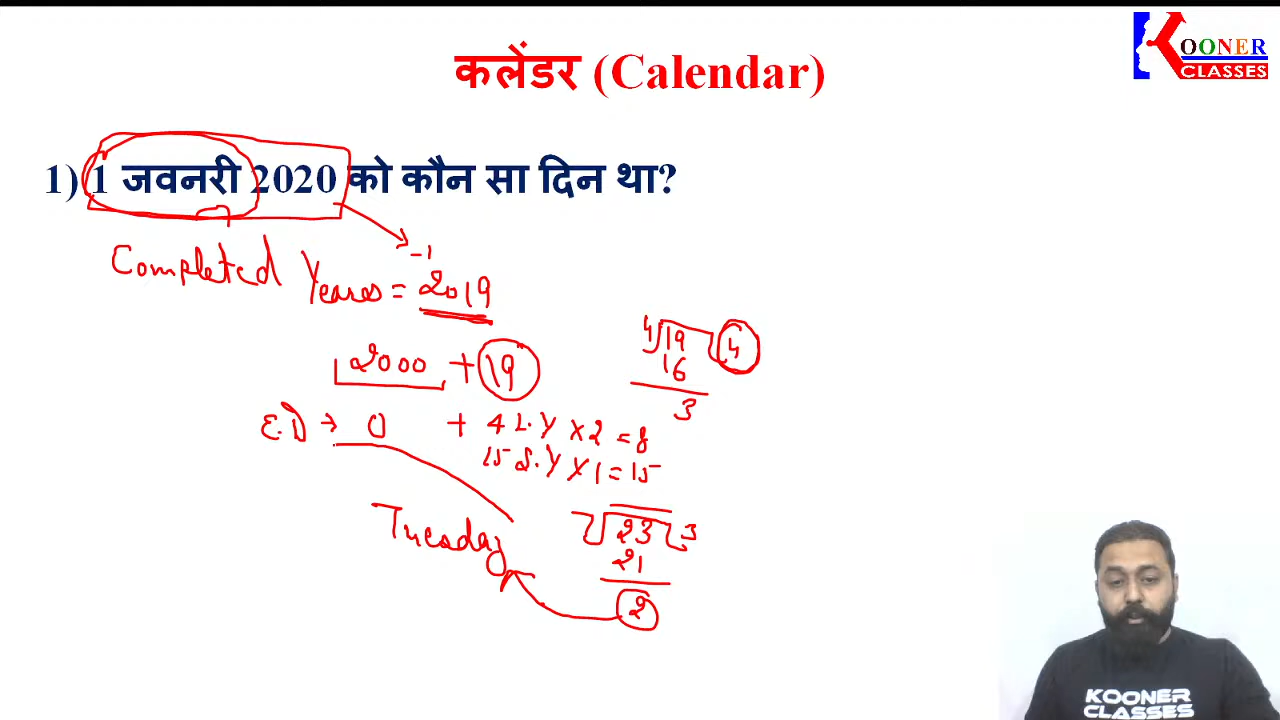 कलेंडर (Calendar)
KOONER
CLASSES
1) 1 जवनरी 2020 को कौन सा दिन था?
Completed Years = 2019
-1
2000 + 19
4 19 4
16
3
E.D → 0 + 4 L.Y × 2 = 8
15 S.Y × 1 = 15
Tuesday
7 23 3
21
2
KOONER
CLASSES